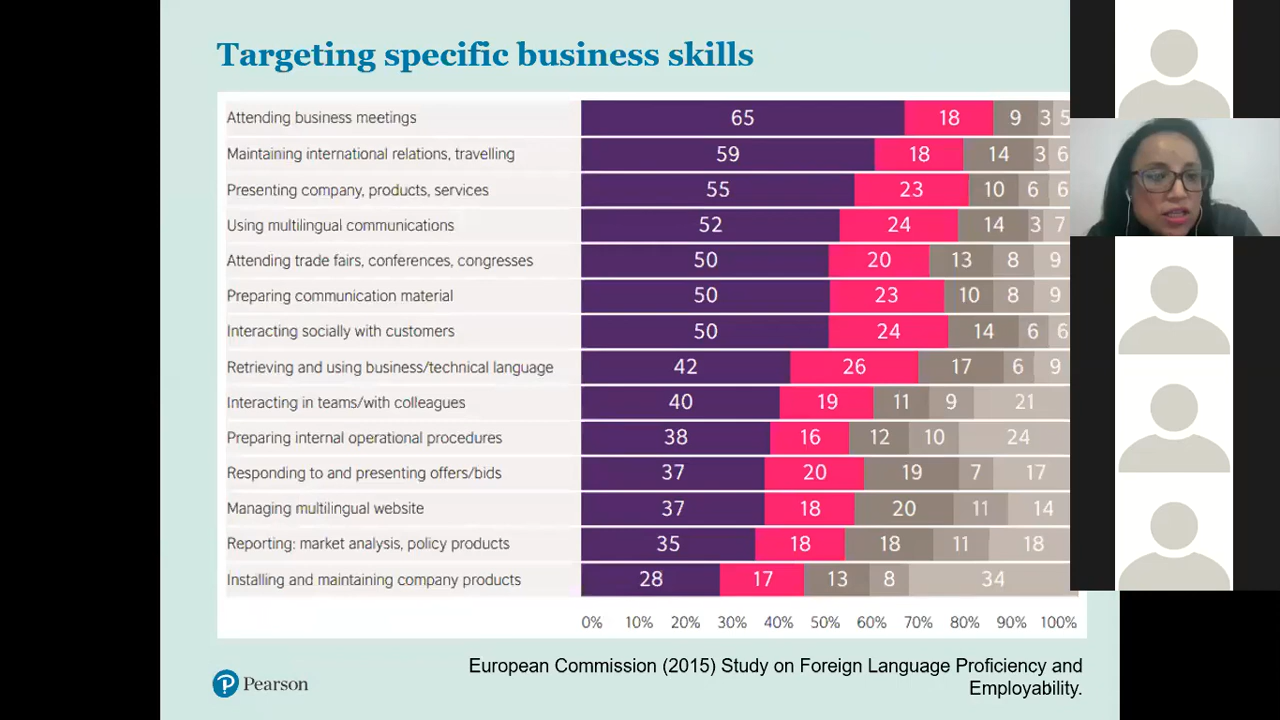 Targeting specific business skills
Attending business meetings 65 18 9 3 5
Maintaining international relations, travelling 59 18 14 3 6
Presenting company, products, services 55 23 10 6 6
Using multilingual communications 52 24 14 3 7
Attending trade fairs, conferences, congresses 50 20 13 8 9
Preparing communication material 50 23 10 8 9
Interacting socially with customers 50 24 14 6 6
Retrieving and using business/technical language 42 26 17 6 9
Interacting in teams/with colleagues 40 19 11 9 21
Preparing internal operational procedures 38 16 12 10 24
Responding to and presenting offers/bids 37 20 19 7 17
Managing multilingual website 37 18 20 11 14
Reporting: market analysis, policy products 35 18 18 11 18
Installing and maintaining company products 28 17 13 8 34
0% 10% 20% 30% 40% 50% 60% 70% 80% 90% 100%
European Commission (2015) Study on Foreign Language Proficiency and
Employability.
Pearson